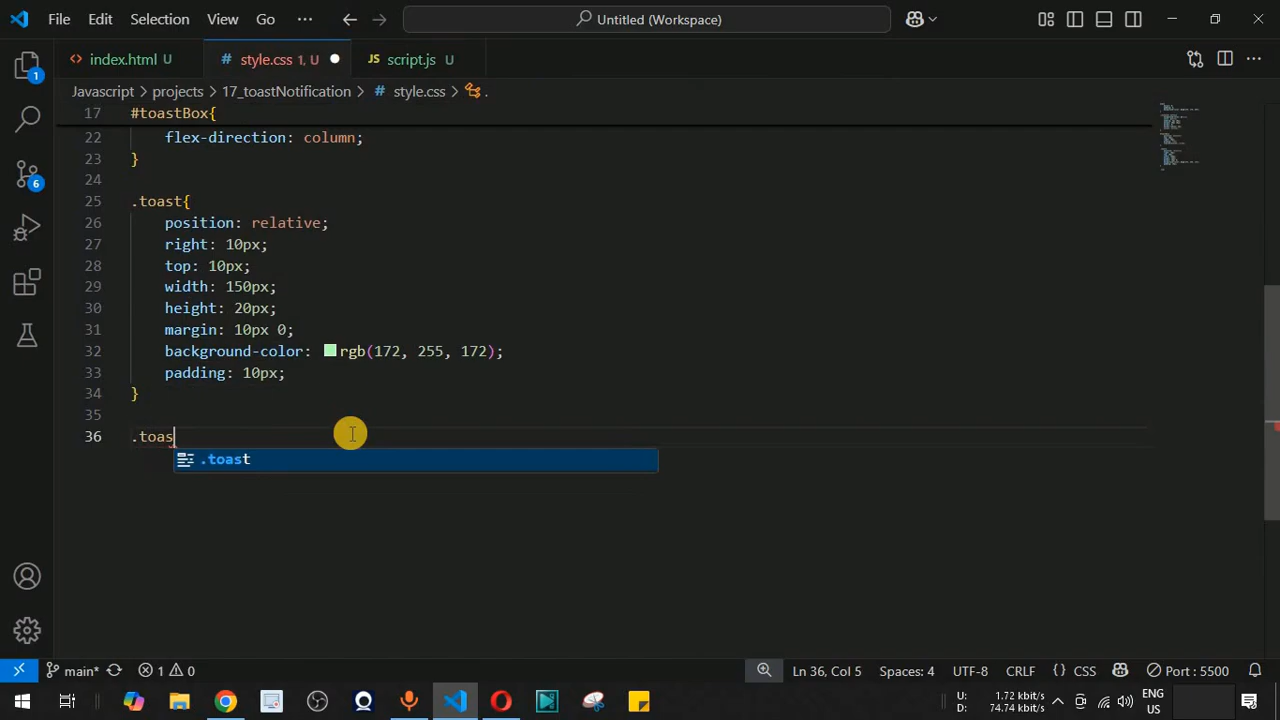 File Edit Selection View Go ··· Untitled (Workspace)
index.html U style.css 1, U JS script.js U
Javascript > projects > 17_toastNotification > style.css > .
17 #toastBox{
22 flex-direction: column;
23 }
24
25 .toast{
26 position: relative;
27 right: 10px;
28 top: 10px;
29 width: 150px;
30 height: 20px;
31 margin: 10px 0;
32 background-color: rgb(172, 255, 172);
33 padding: 10px;
34 }
35
36 .toas
.toast
1
6
main* 1 0 Ln 36, Col 5 Spaces: 4 UTF-8 CRLF {} CSS Port : 5500
U: 1.72 kbit/s
D: 74.74 kbit/s
ENG
US